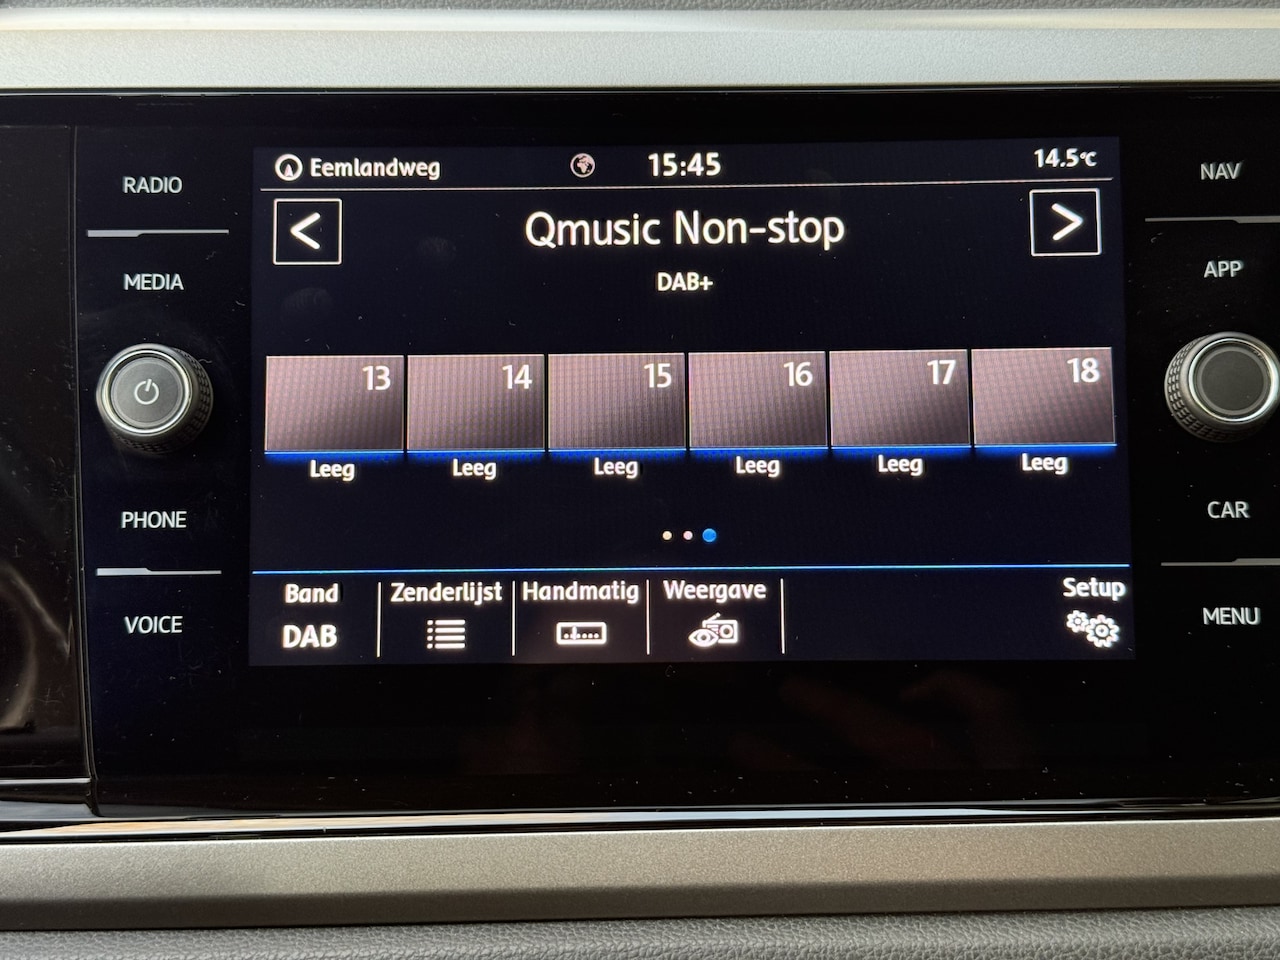 RADIO
MEDIA
PHONE
VOICE
Eemlandweg 15:45 14.5°C
< Qmusic Non-stop >
DAB+
13 14 15 16 17 18
Leeg Leeg Leeg Leeg Leeg Leeg
Band Zenderlijst Handmatig Weergave Setup
DAB
NAV
APP
CAR
MENU